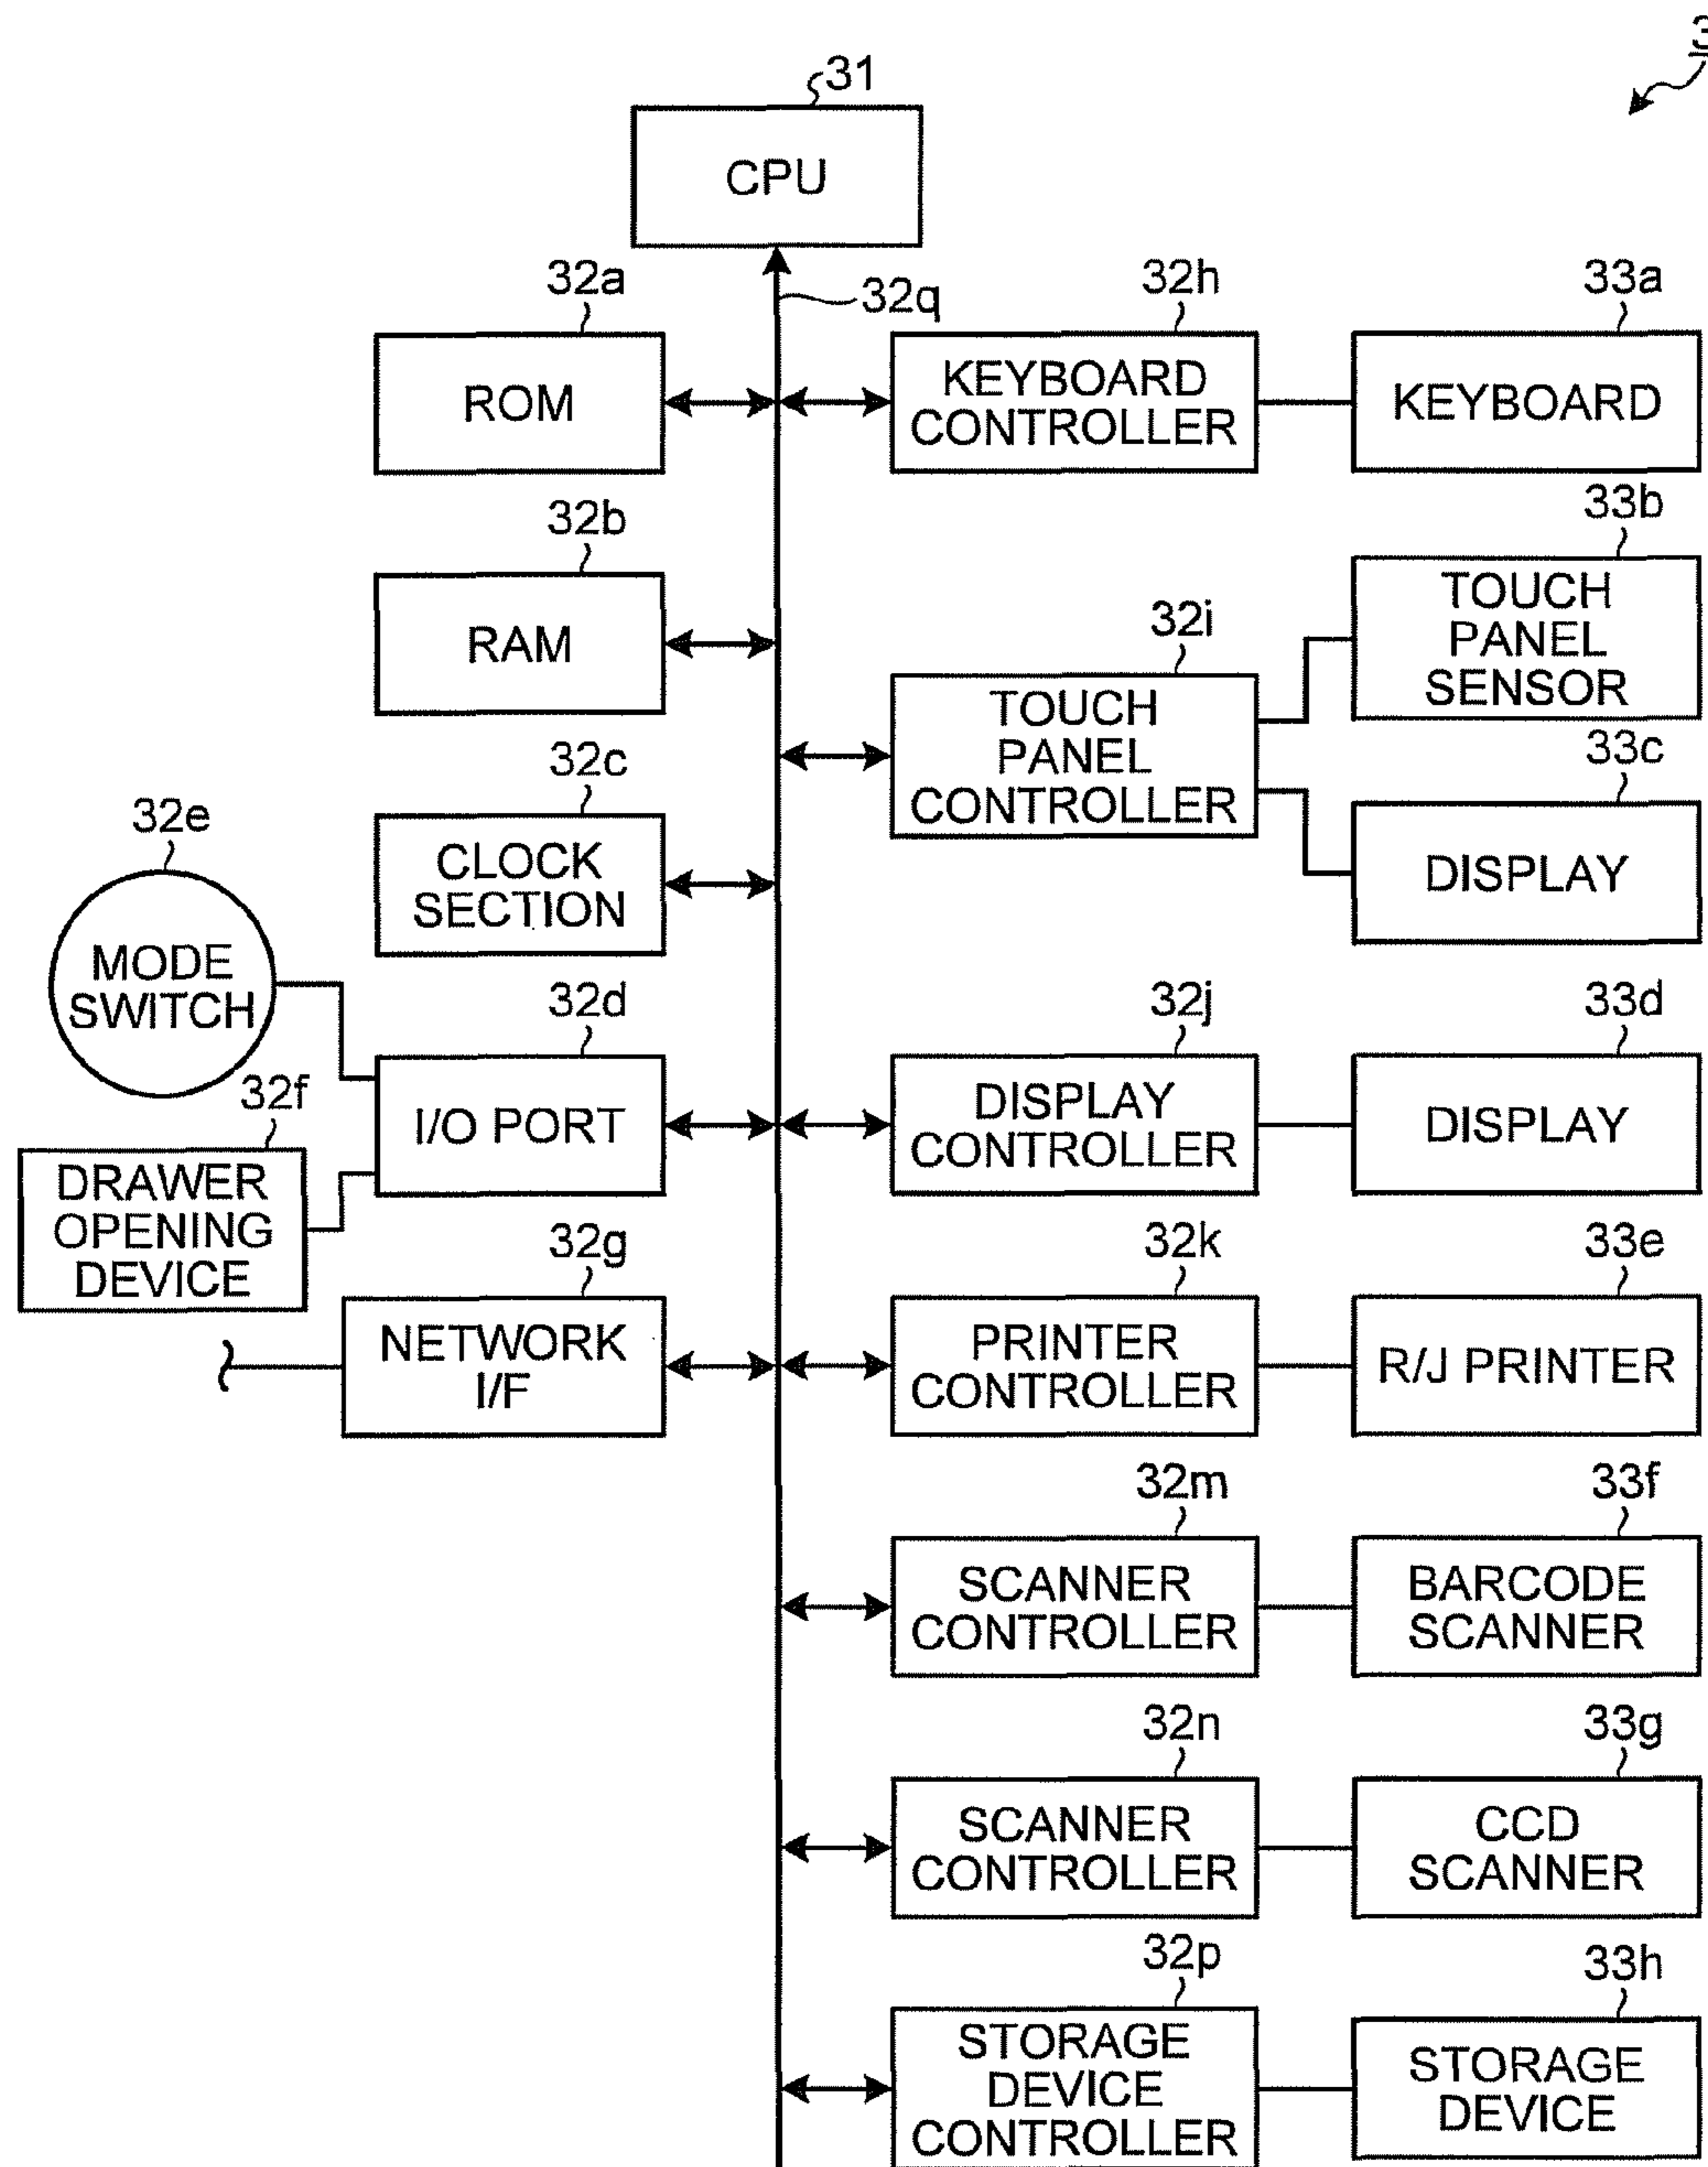 3
31
CPU
32q
32a
ROM
32h
KEYBOARD
CONTROLLER
33a
KEYBOARD
32b
RAM
33b
TOUCH
PANEL
SENSOR
32i
TOUCH
PANEL
CONTROLLER
33c
DISPLAY
32c
CLOCK
SECTION
32e
MODE
SWITCH
32d
I/O PORT
32j
DISPLAY
CONTROLLER
33d
DISPLAY
32f
DRAWER
OPENING
DEVICE
32g
NETWORK
I/F
32k
PRINTER
CONTROLLER
33e
R/J PRINTER
32m
SCANNER
CONTROLLER
33f
BARCODE
SCANNER
32n
SCANNER
CONTROLLER
33g
CCD
SCANNER
32p
STORAGE
DEVICE
CONTROLLER
33h
STORAGE
DEVICE